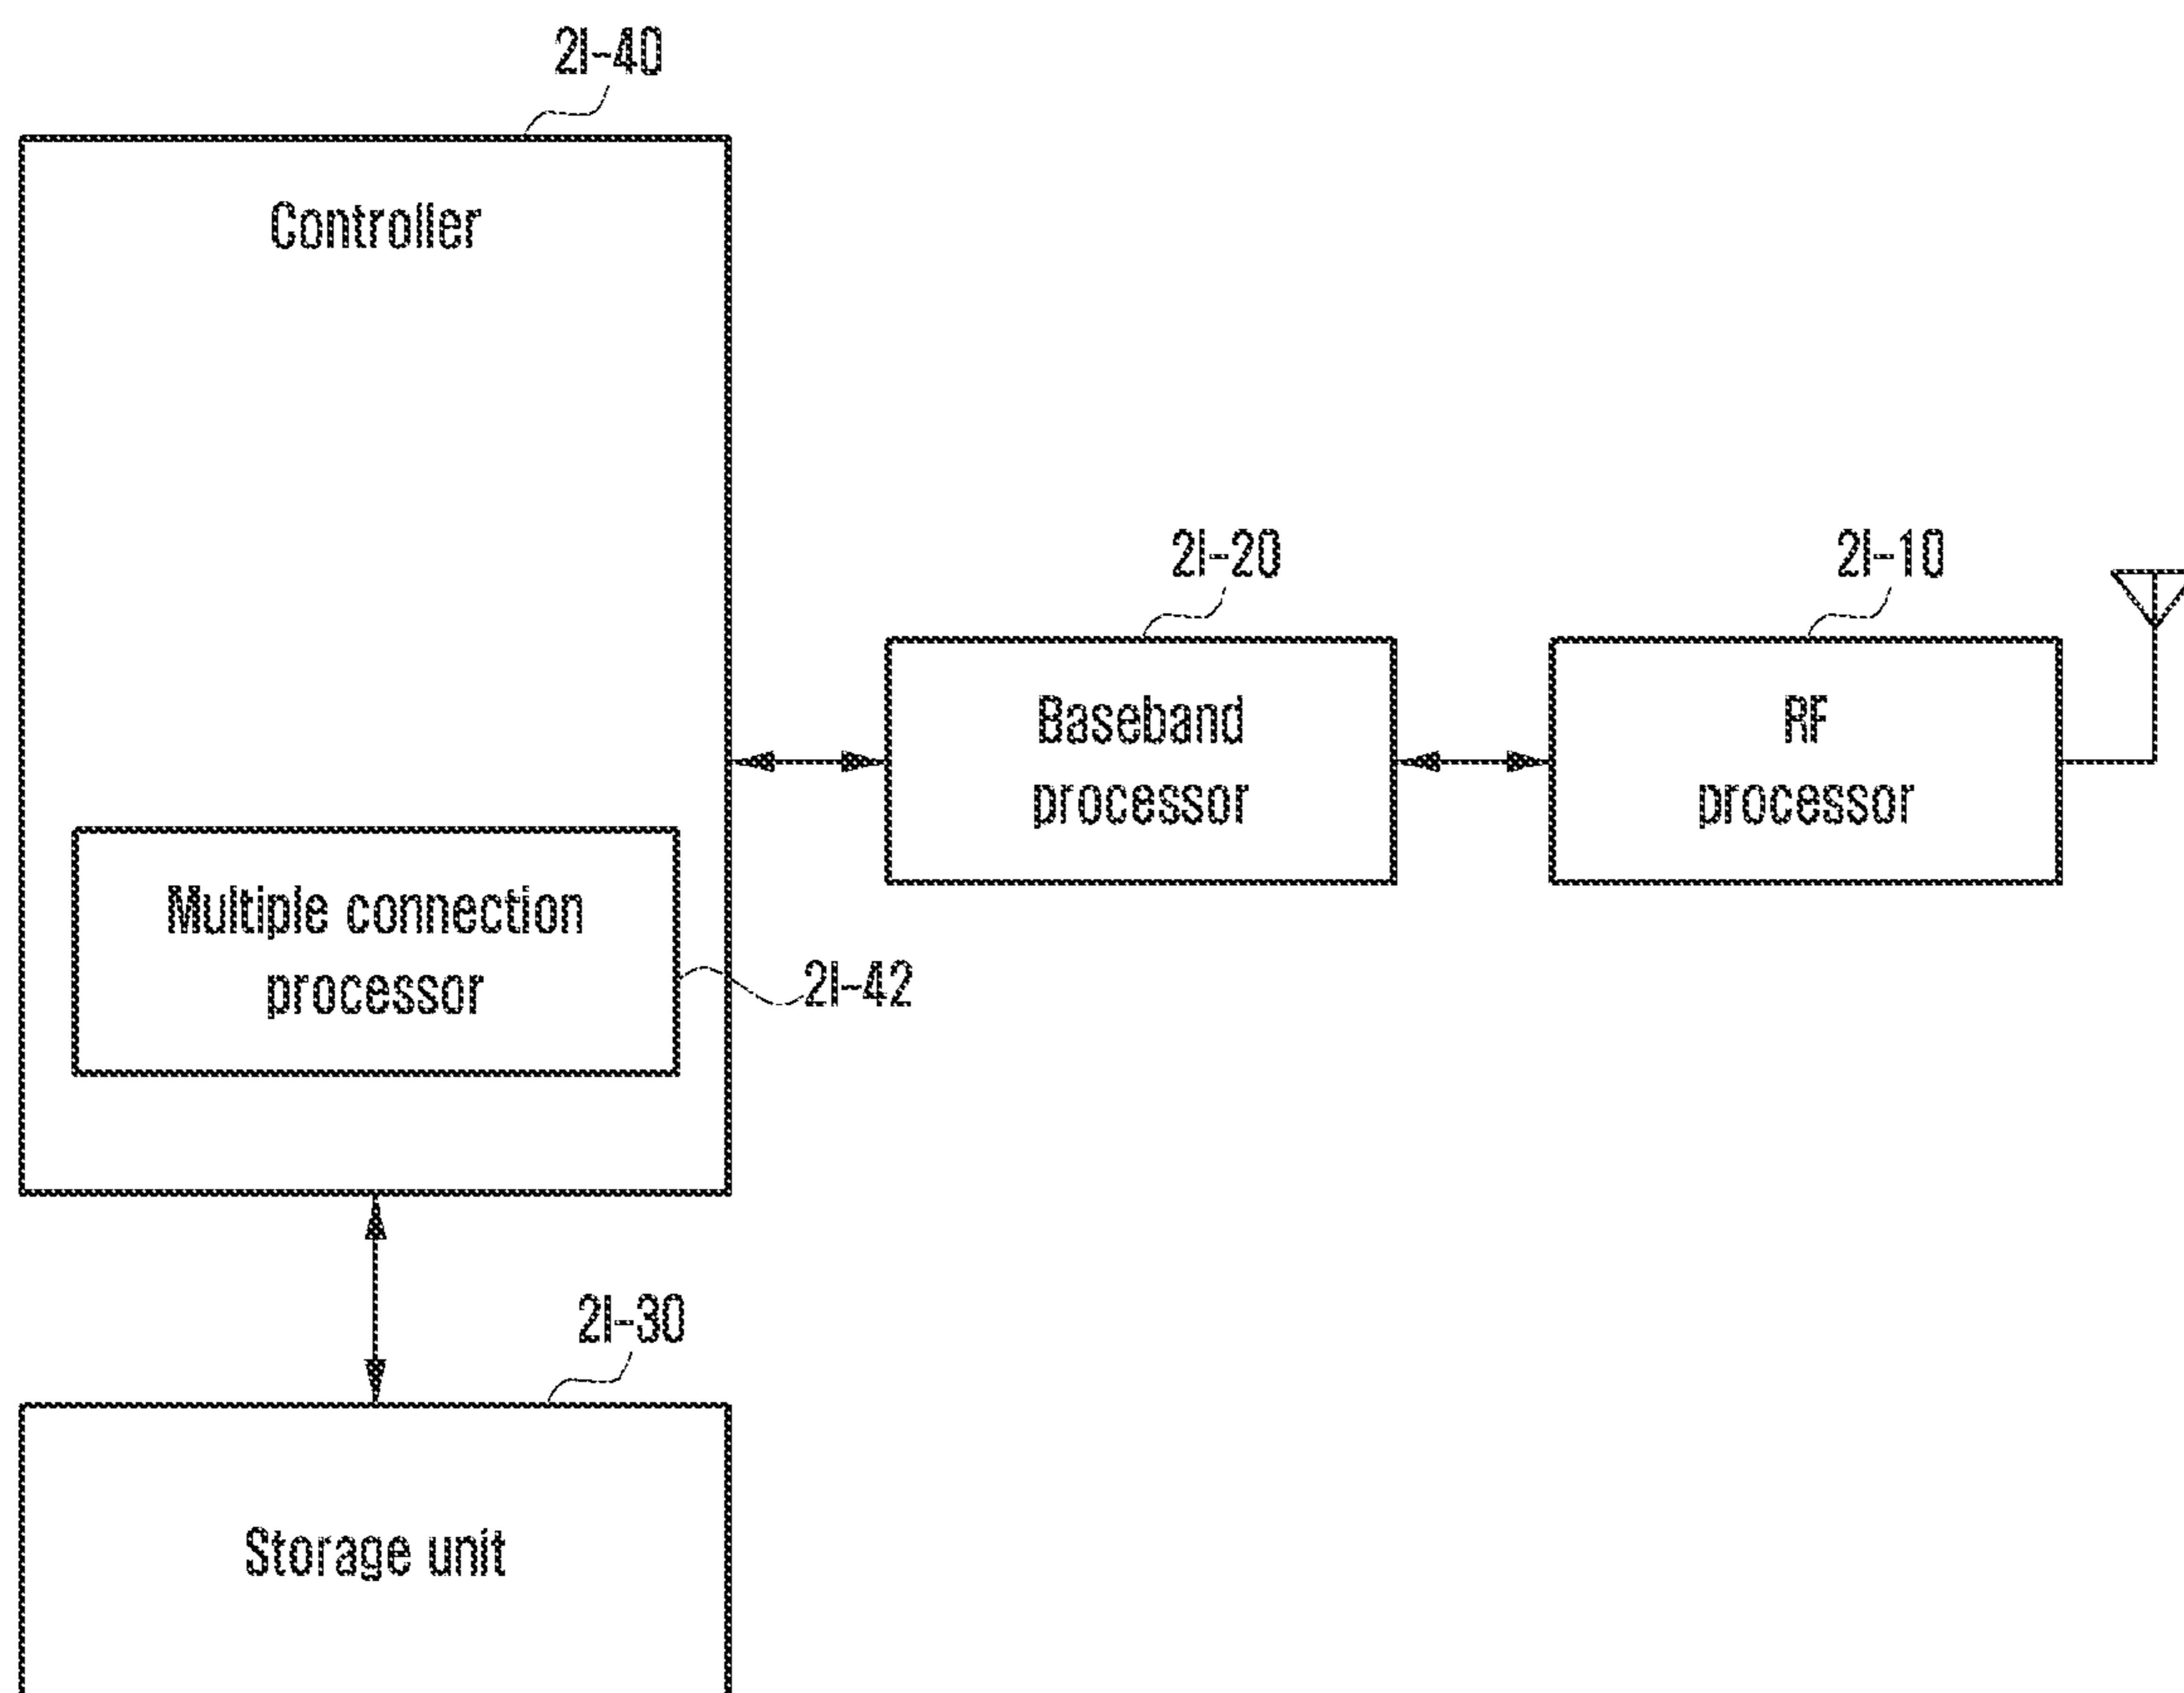 2l-40
Controller
2l-20
2l-10
Baseband
processor
RF
processor
Multiple connection
processor
2l-42
2l-30
Storage unit